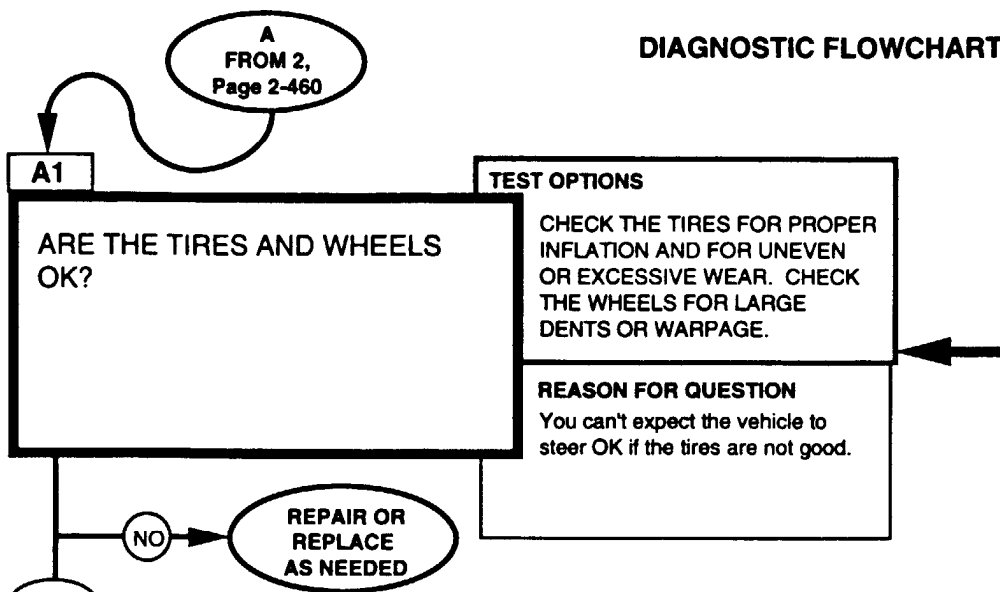 A
FROM 2,
Page 2-460
DIAGNOSTIC FLOWCHART
A1
ARE THE TIRES AND WHEELS
OK?
TEST OPTIONS
CHECK THE TIRES FOR PROPER
INFLATION AND FOR UNEVEN
OR EXCESSIVE WEAR. CHECK
THE WHEELS FOR LARGE
DENTS OR WARPAGE.
REASON FOR QUESTION
You can't expect the vehicle to
steer OK if the tires are not good.
NO
REPAIR OR
REPLACE
AS NEEDED